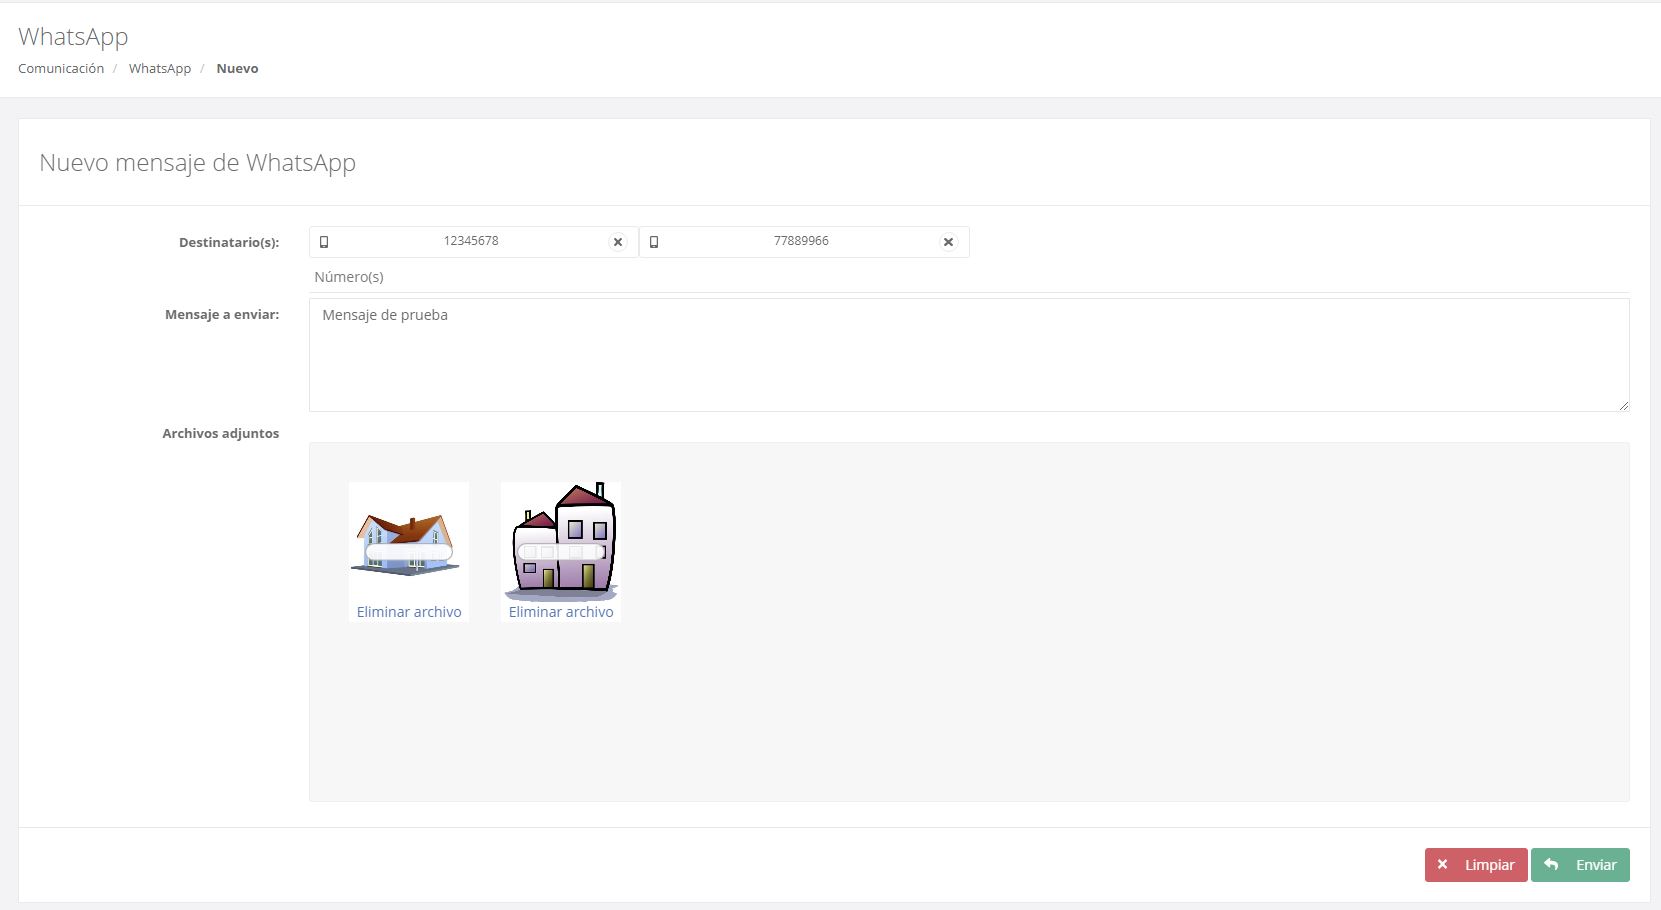 WhatsApp
Comunicación / WhatsApp / Nuevo
Nuevo mensaje de WhatsApp
Destinatario(s): 12345678 77889966
Número(s)
Mensaje a enviar: Mensaje de prueba
Archivos adjuntos
Eliminar archivo Eliminar archivo
Limpiar Enviar